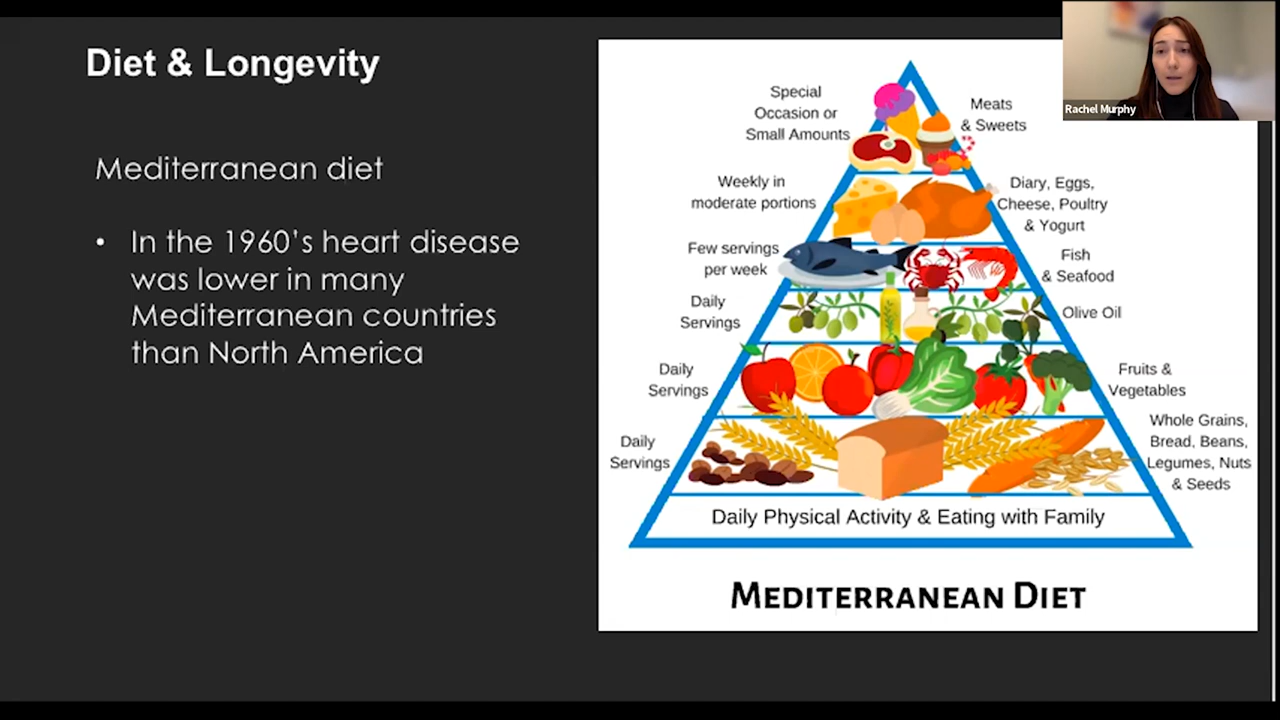 Diet & Longevity
Mediterranean diet
• In the 1960's heart disease
was lower in many
Mediterranean countries
than North America
Special
Occasion or
Small Amounts
Meats
& Sweets
Weekly in
moderate portions
Diary, Eggs,
Cheese, Poultry
& Yogurt
Few servings
per week
Fish
& Seafood
Daily
Servings
Olive Oil
Daily
Servings
Fruits &
Vegetables
Daily
Servings
Whole Grains,
Bread, Beans,
Legumes, Nuts
& Seeds
Daily Physical Activity & Eating with Family
MEDITERRANEAN DIET
Rachel Murphy